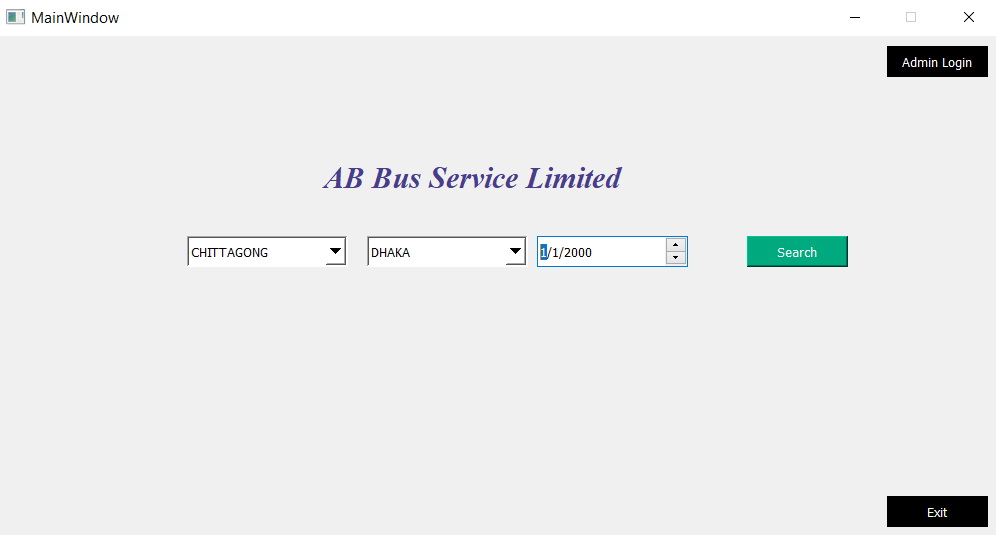 MainWindow
Admin Login
AB Bus Service Limited
CHITTAGONG
DHAKA
1/1/2000
Search
Exit